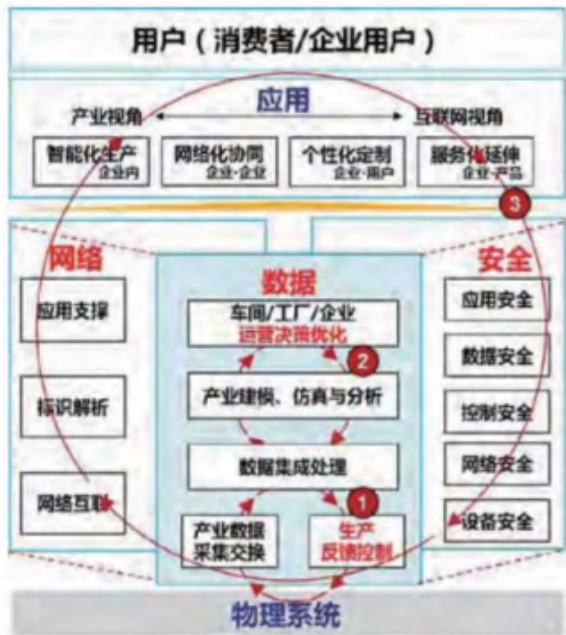 用户（消费者/企业用户）
应用
产业视角
互联网视角
智能化生产
企业内
网络化协同
企业-企业
个性化定制
企业-用户
服务化延伸
企业-产品
3
网络
应用支撑
标识解析
网络互联
数据
车间/工厂/企业
运营决策优化
2
产业建模、仿真与分析
数据集成处理
1
产业数据
采集交换
生产
反馈控制
安全
应用安全
数据安全
控制安全
网络安全
设备安全
物理系统